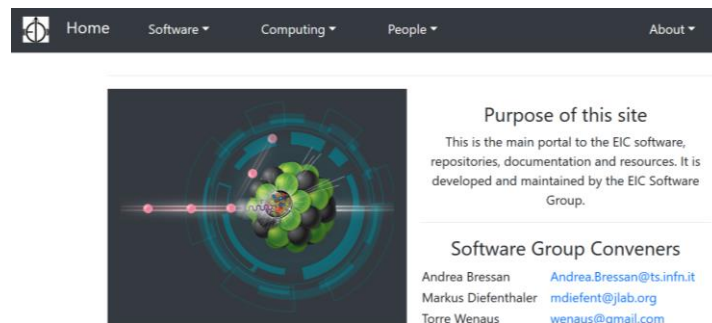 Home Software Computing People About
Purpose of this site
This is the main portal to the EIC software,
repositories, documentation and resources. It is
developed and maintained by the EIC Software
Group.
Software Group Conveners
Andrea Bressan Andrea.Bressan@ts.infn.it
Markus Diefenthaler mdiefent@jlab.org
Torre Wenaus wenaus@gmail.com